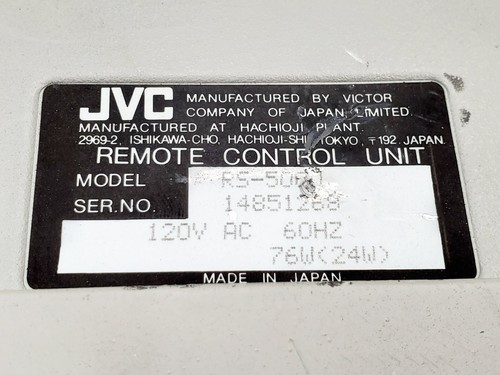 JVC
MANUFACTURED BY VICTOR
COMPANY OF JAPAN LIMITED.
MANUFACTURED AT HACHIOJI PLANT.
2969-2, ISHIKAWA-CHO, HACHIOJI-SHI, TOKYO, 〒192, JAPAN.
REMOTE CONTROL UNIT
MODEL
SER.NO. 14851268
120V AC 60HZ
76W(24W)
MADE IN JAPAN